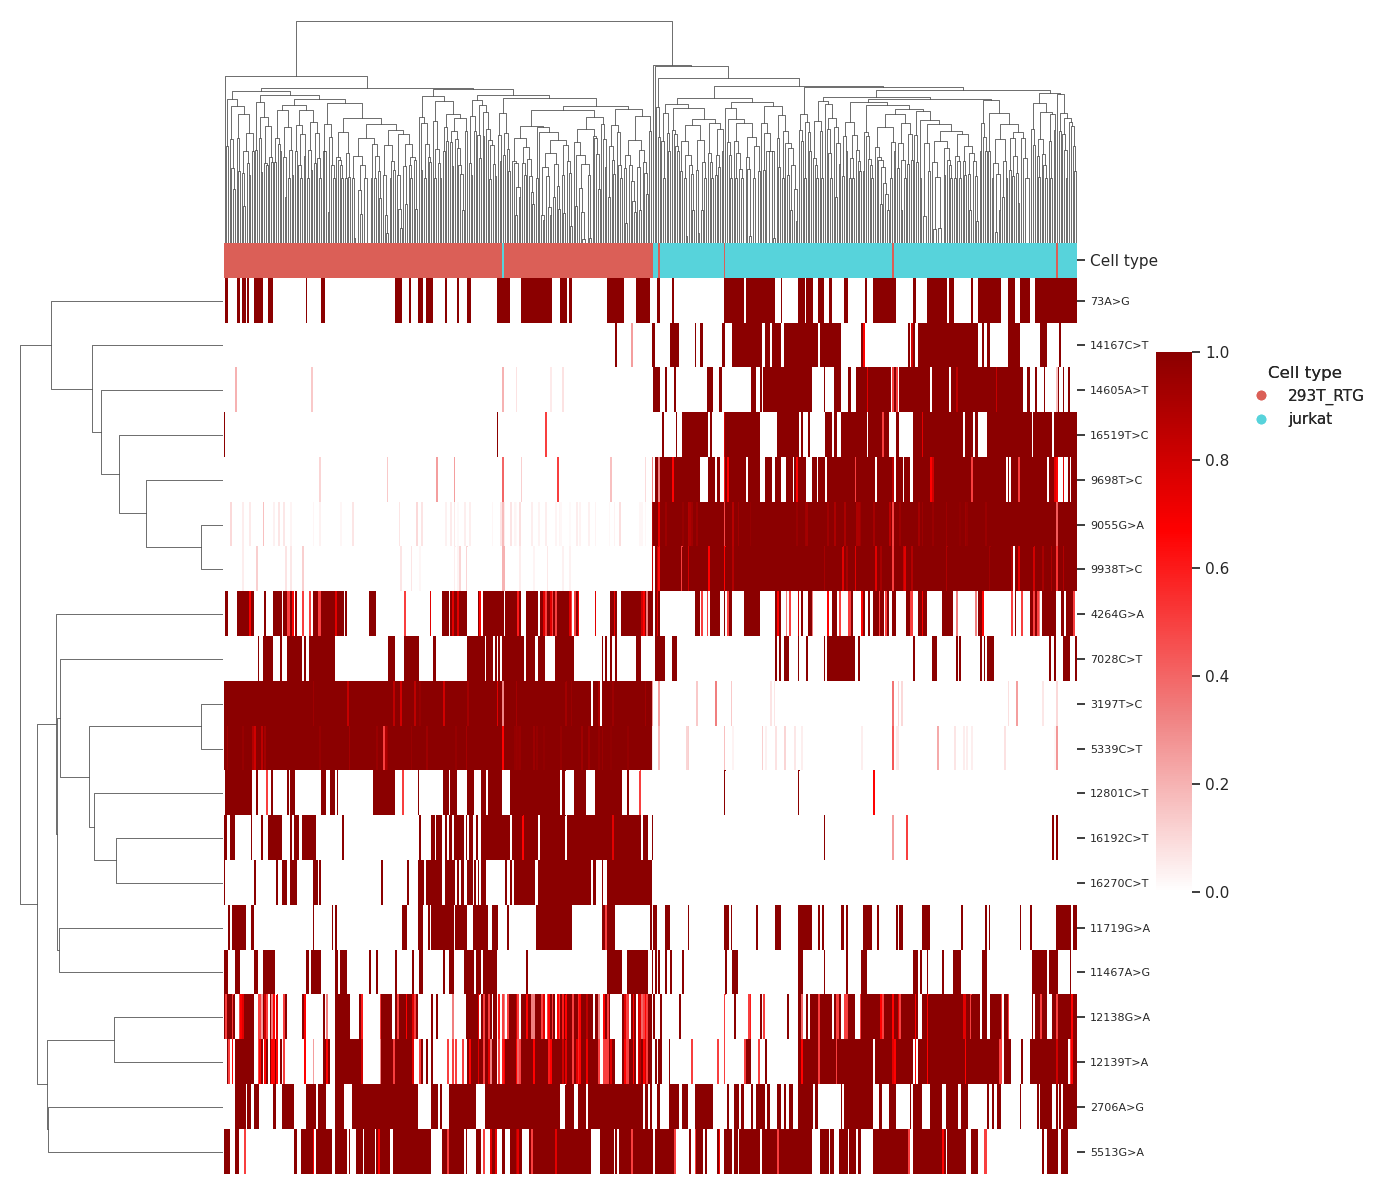 Cell type
73A>G
14167C>T
14605A>T
16519T>C
9698T>C
9055G>A
9938T>C
4264G>A
7028C>T
3197T>C
5339C>T
12801C>T
16192C>T
16270C>T
11719G>A
11467A>G
12138G>A
12139T>A
2706A>G
5513G>A
1.0
0.8
0.6
0.4
0.2
0.0
Cell type
293T_RTG
jurkat